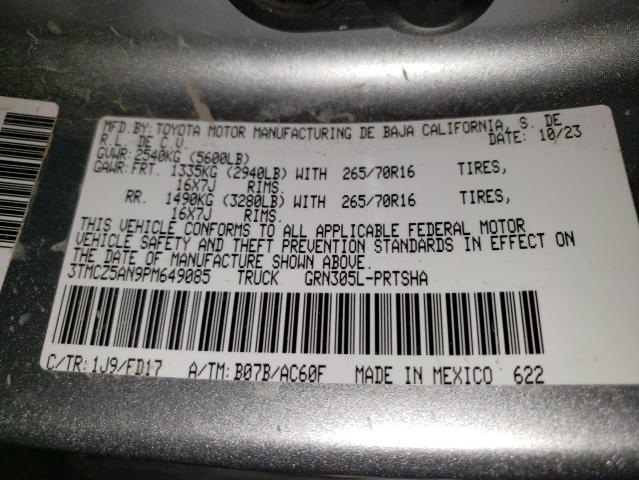 MFD.BY:TOYOTA MOTOR MANUFACTURING DE BAJA CALIFORNIA, S. DE
R.L. DE C.V. DATE: 10/23
GVWR:2540KG (5600LB)
GAWR:FRT. 1335KG (2940LB) WITH 265/70R16 TIRES,
16X7J RIMS.
RR. 1490KG (3280LB) WITH 265/70R16 TIRES,
16X7J RIMS.
THIS VEHICLE CONFORMS TO ALL APPLICABLE FEDERAL MOTOR
VEHICLE SAFETY AND THEFT PREVENTION STANDARDS IN EFFECT ON
THE DATE OF MANUFACTURE SHOWN ABOVE.
3TMCZ5AN9PM649085 TRUCK GRN305L-PRTSHA
C/TR:1J9/FD17 A/TM:B07B/AC60F MADE IN MEXICO 622